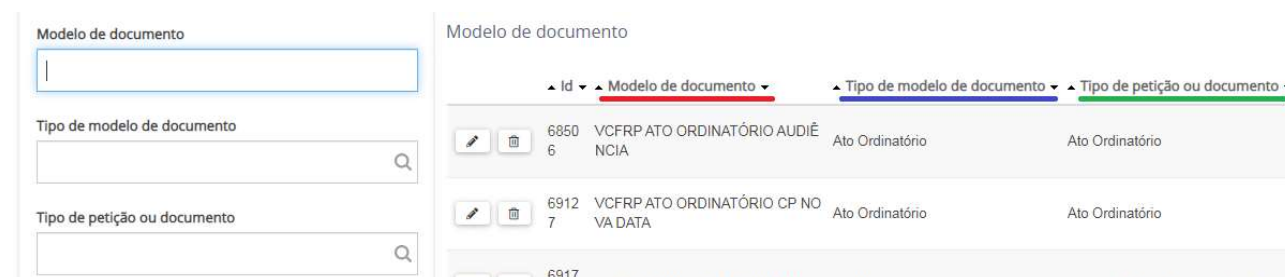 Modelo de documento
Tipo de modelo de documento
Tipo de petição ou documento
Modelo de documento
Id Modelo de documento Tipo de modelo de documento Tipo de petição ou documento
6850 VCFRP ATO ORDINATÓRIO AUDIÊ
6 NCIA Ato Ordinatório Ato Ordinatório
6912 VCFRP ATO ORDINATÓRIO CP NO
7 VA DATA Ato Ordinatório Ato Ordinatório
6917